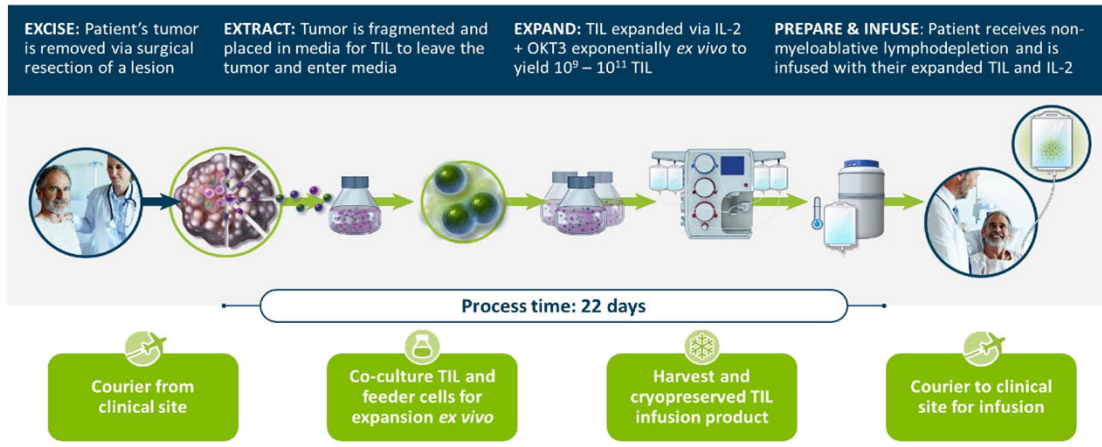 EXCISE: Patient's tumor
is removed via surgical
resection of a lesion
EXTRACT: Tumor is fragmented and
placed in media for TIL to leave the
tumor and enter media
EXPAND: TIL expanded via IL-2
+ OKT3 exponentially ex vivo to
yield 10⁹ – 10¹¹ TIL
PREPARE & INFUSE: Patient receives non-
myeloablative lymphodepletion and is
infused with their expanded TIL and IL-2
Process time: 22 days
Courier from
clinical site
Co-culture TIL and
feeder cells for
expansion ex vivo
Harvest and
cryopreserved TIL
infusion product
Courier to clinical
site for infusion